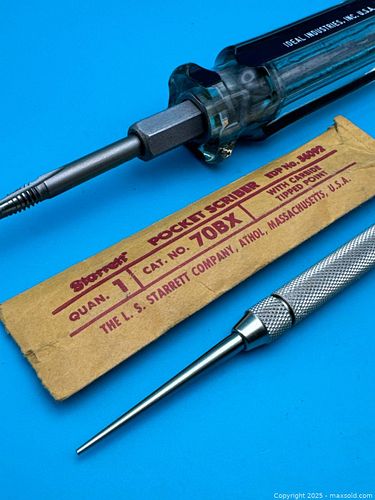 IDEAL INDUSTRIES, INC. U.S.A.
Starrett POCKET SCRIBER EDP No. 56092
QUAN. 1 CAT. NO. 70BX WITH CARBIDE TIPPED POINT
THE L. S. STARRETT COMPANY, ATHOL, MASSACHUSETTS, U.S.A.
Copyright 2025 - maxsold.com